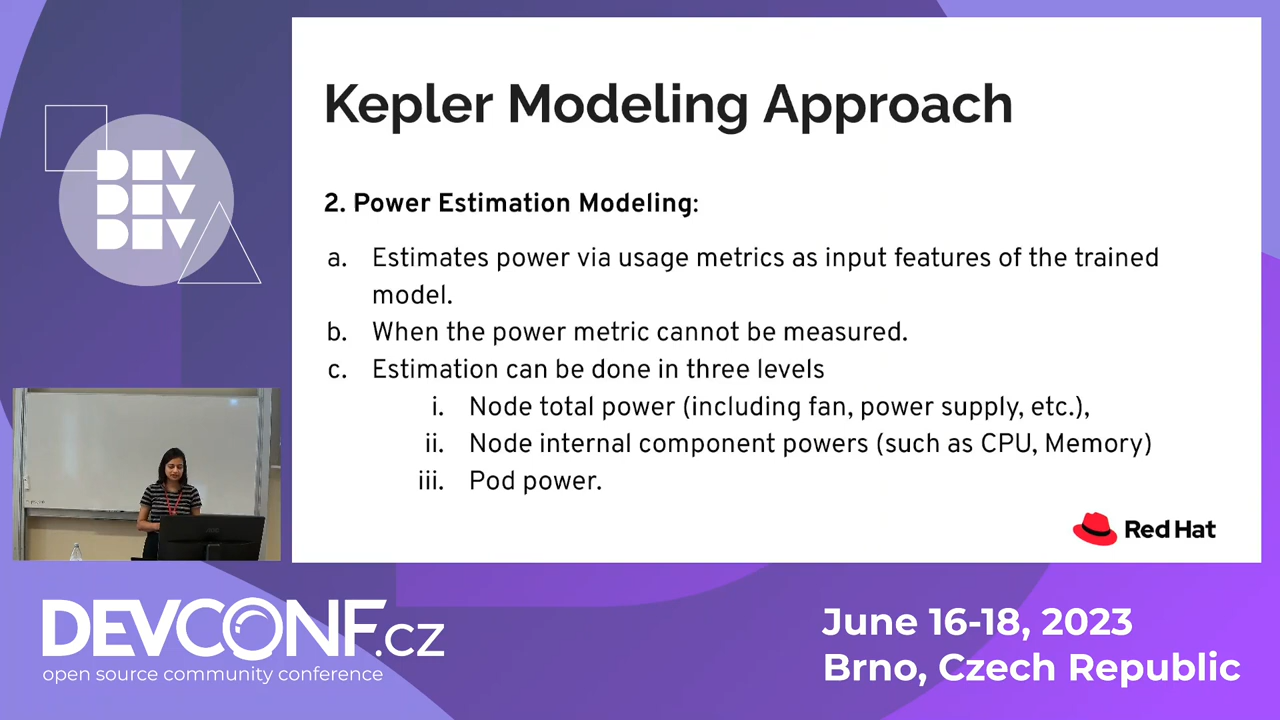 DEV
DEV
DEV
Kepler Modeling Approach
2. Power Estimation Modeling:
a. Estimates power via usage metrics as input features of the trained
model.
b. When the power metric cannot be measured.
c. Estimation can be done in three levels
i. Node total power (including fan, power supply, etc.),
ii. Node internal component powers (such as CPU, Memory)
iii. Pod power.
Red Hat
DEVCONF.cz
open source community conference
June 16-18, 2023
Brno, Czech Republic